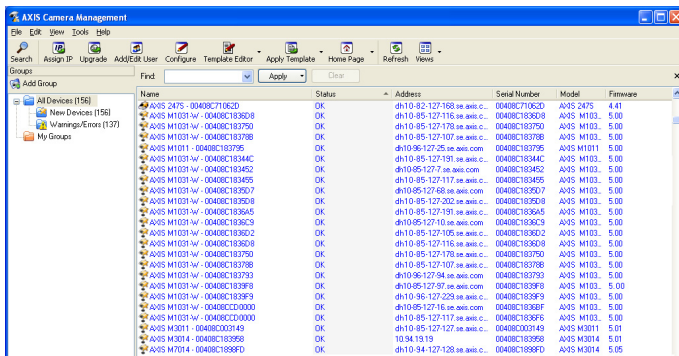 AXIS Camera Management
File Edit View Tools Help
Search Assign IP Upgrade Add/Edit User Configure Template Editor Apply Template Home Page Refresh Views
Groups
Add Group
Find: Apply Clear
All Devices (156)
New Devices (156)
Warnings/Errors (137)
My Groups
Name Status Address Serial Number Model Firmware
AXIS 247S - 00408C71062D OK dh10-82-127-168.se.axis.c... 00408C71062D AXIS 247S 4.41
AXIS M1031-W - 00408C1836D8 OK dh10-85-127-116.se.axis.c... 00408C1836D8 AXIS M103... 5.00
AXIS M1031-W - 00408C183750 OK dh10-85-127-178.se.axis.c... 00408C183750 AXIS M103... 5.00
AXIS M1031-W - 00408C18378B OK dh10-85-127-107.se.axis.c... 00408C18378B AXIS M103... 5.00
AXIS M1011 - 00408C183795 OK dh10-96-127-25.se.axis.com 00408C183795 AXIS M1011 5.00
AXIS M1031-W - 00408C18344C OK dh10-85-127-191.se.axis.c... 00408C18344C AXIS M103... 5.00
AXIS M1031-W - 00408C183452 OK dh10-85-127-7.se.axis.com 00408C183452 AXIS M103... 5.00
AXIS M1031-W - 00408C183455 OK dh10-85-127-117.se.axis.c... 00408C183455 AXIS M103... 5.00
AXIS M1031-W - 00408C1835D7 OK dh10-85-127-68.se.axis.com 00408C1835D7 AXIS M103... 5.00
AXIS M1031-W - 00408C1835D8 OK dh10-85-127-202.se.axis.c... 00408C1835D8 AXIS M103... 5.00
AXIS M1031-W - 00408C1836A5 OK dh10-85-127-191.se.axis.c... 00408C1836A5 AXIS M103... 5.00
AXIS M1031-W - 00408C1836C9 OK dh10-85-127-10.se.axis.com 00408C1836C9 AXIS M103... 5.00
AXIS M1031-W - 00408C1836D2 OK dh10-85-127-105.se.axis.c... 00408C1836D2 AXIS M103... 5.00
AXIS M1031-W - 00408C1836D8 OK dh10-85-127-116.se.axis.c... 00408C1836D8 AXIS M103... 5.00
AXIS M1031-W - 00408C183750 OK dh10-85-127-178.se.axis.c... 00408C183750 AXIS M103... 5.00
AXIS M1031-W - 00408C18378B OK dh10-85-127-107.se.axis.c... 00408C18378B AXIS M103... 5.00
AXIS M1031-W - 00408C183793 OK dh10-96-127-94.se.axis.com 00408C183793 AXIS M103... 5.00
AXIS M1031-W - 00408C1839F8 OK dh10-85-127-97.se.axis.com 00408C1839F8 AXIS M103... 5.00
AXIS M1031-W - 00408C1839F9 OK dh10-96-127-229.se.axis.c... 00408C1839F9 AXIS M103... 5.00
AXIS M1031-W - 00408CCD0000 OK dh10-85-127-16.se.axis.com 00408C1836BF AXIS M103... 5.00
AXIS M1031-W - 00408CCD0000 OK dh10-85-127-117.se.axis.c... 00408C1836F6 AXIS M103... 5.00
AXIS M3011 - 00408C003149 OK dh10-85-127-127.se.axis.c... 00408C003149 AXIS M3011 5.01
AXIS M3014 - 00408C183958 OK 10.94.19.19 00408C183958 AXIS M3014 5.01
AXIS M7014 - 00408C1898FD OK dh10-94-127-128.se.axis.c... 00408C1898FD AXIS M3014 5.05